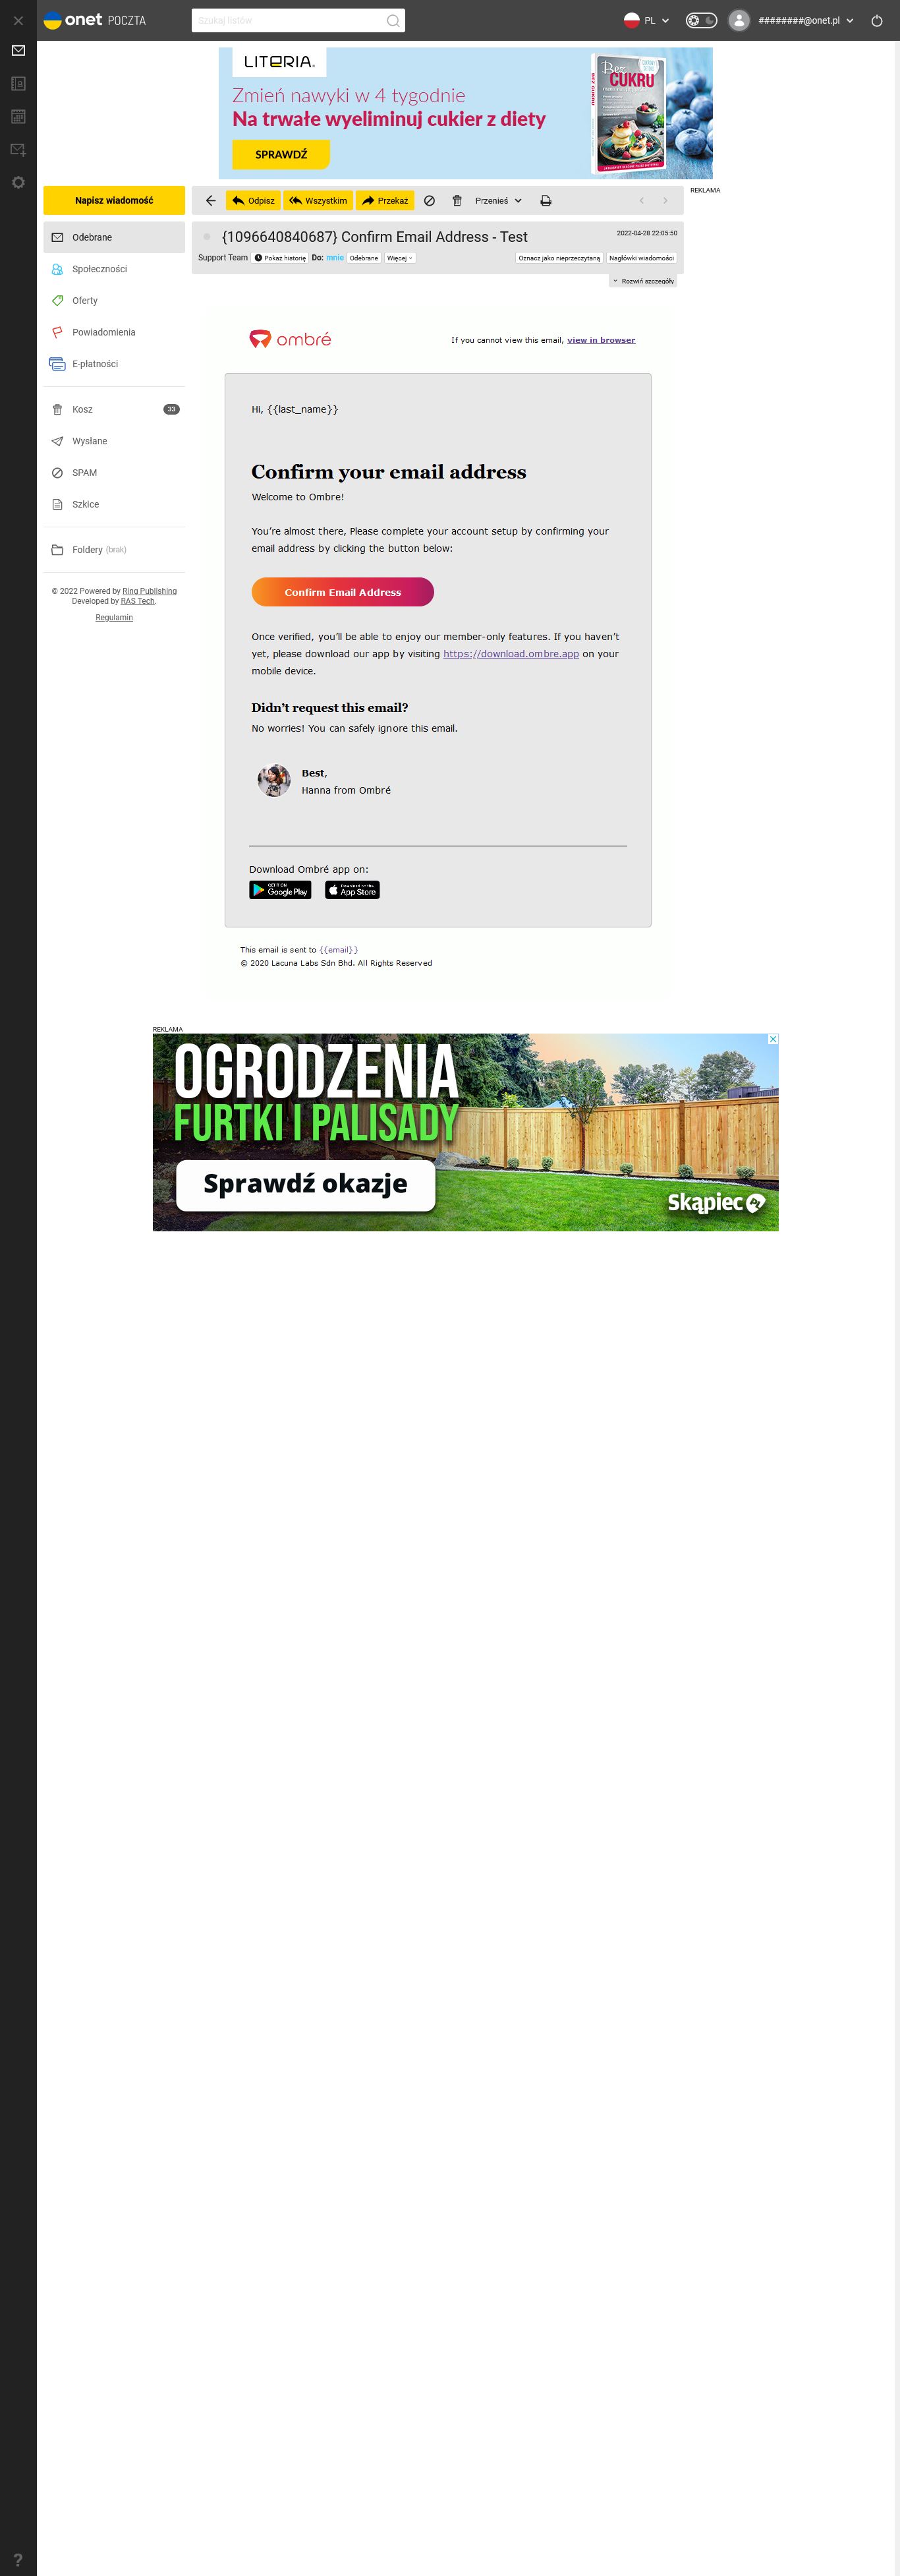 onet POCZTA
Szukaj listów
PL
########@onet.pl
LITORIA.
Zmień nawyki w 4 tygodnie
Na trwałe wyeliminuj cukier z diety
SPRAWDŹ
Bez
CUKRU
BEZ CUKRU
REKLAMA
Napisz wiadomość
Odpisz
Wszystkim
Przekaż
Przenieś
Odebrane
Społeczności
Oferty
Powiadomienia
E-płatności
Kosz 33
Wysłane
SPAM
Szkice
Foldery (brak)
© 2022 Powered by Ring Publishing
Developed by RAS Tech.
Regulamin
{1096640840687} Confirm Email Address - Test
2022-04-28 22:05:50
Support Team Pokaż historię Do: mnie Odebrane Więcej
Oznacz jako nieprzeczytaną Nagłówki wiadomości
Rozwiń szczegóły
ombré
If you cannot view this email, view in browser
Hi, {{last_name}}
Confirm your email address
Welcome to Ombre!
You’re almost there, Please complete your account setup by confirming your
email address by clicking the button below:
Confirm Email Address
Once verified, you’ll be able to enjoy our member-only features. If you haven’t
yet, please download our app by visiting https://download.ombre.app on your
mobile device.
Didn’t request this email?
No worries! You can safely ignore this email.
Best,
Hanna from Ombré
Download Ombré app on:
GET IT ON
Google Play
Download on the
App Store
This email is sent to {{email}}
© 2020 Lacuna Labs Sdn Bhd. All Rights Reserved
REKLAMA
OGRODZENIA
FURTKI I PALISADY
Sprawdź okazje
Skąpiec PL
?